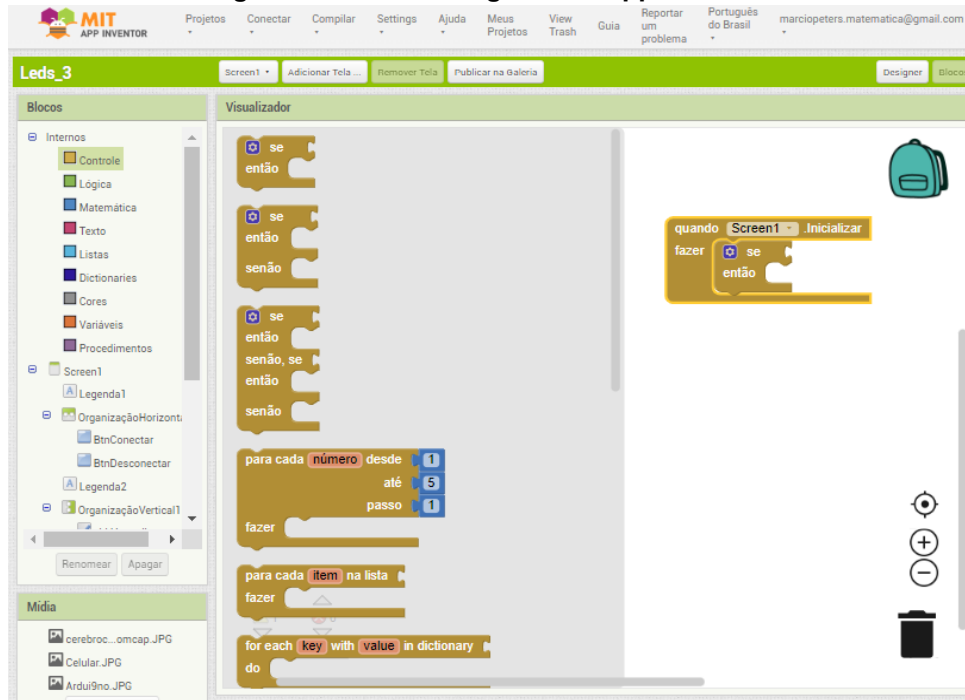 MIT
APP INVENTOR
Projetos
Conectar
Compilar
Settings
Ajuda
Meus
Projetos
View
Trash
Guia
Reportar
um
problema
Português
do Brasil
marciopeters.matematica@gmail.com
Leds_3
Screen1
Adicionar Tela ...
Remover Tela
Publicar na Galeria
Designer
Blocos
Blocos
Visualizador
Internos
Controle
Lógica
Matemática
Texto
Listas
Dictionaries
Cores
Variáveis
Procedimentos
Screen1
Legenda1
OrganizaçãoHorizonta
BtnConectar
BtnDesconectar
Legenda2
OrganizaçãoVertical1
Renomear
Apagar
Mídia
cerebroc...omcap.JPG
Celular.JPG
Ardui9no.JPG
se
então
se
então
senão
se
então
senão, se
então
senão
para cada número desde 1
até 5
passo 1
fazer
para cada item na lista
fazer
for each key with value in dictionary
do
quando Screen1 .Inicializar
fazer se
então